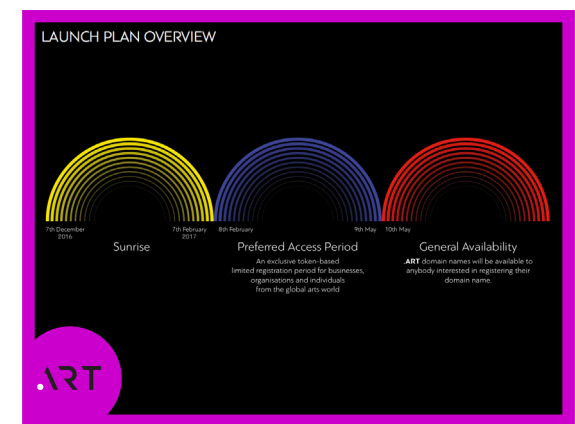 LAUNCH PLAN OVERVIEW
7th December
2016
7th February
2017
8th February
9th May
10th May
Sunrise
Preferred Access Period
An exclusive token-based
limited registration period for businesses,
organisations and individuals
from the global arts world
General Availability
.ART domain names will be available to
anybody interested in registering their
domain name.
.ART